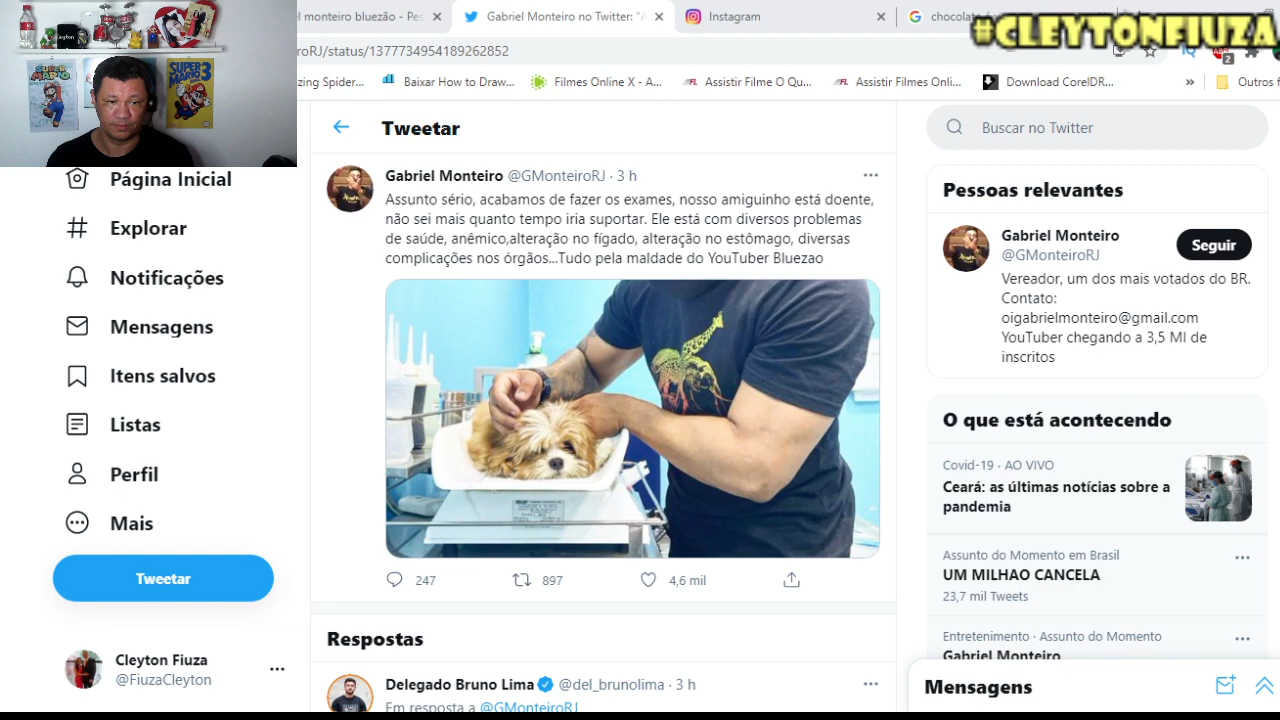 el monteiro bluezão - Pes
Gabriel Monteiro no Twitter: "A
Instagram
chocolate
#CLEYTONFIUZA
roRJ/status/1377734954189262852
zing Spider...
Baixar How to Draw...
Filmes Online X - A...
Assistir Filme O Qu...
Assistir Filmes Onli...
Download CorelDR...
»
Outros f
SUPER MARIO
SUPER MARIO 3
Página Inicial
Explorar
Notificações
Mensagens
Itens salvos
Listas
Perfil
Mais
Tweetar
Cleyton Fiuza
@FiuzaCleyton
Tweetar
Gabriel Monteiro @GMonteiroRJ · 3 h
Assunto sério, acabamos de fazer os exames, nosso amiguinho está doente,
não sei mais quanto tempo iria suportar. Ele está com diversos problemas
de saúde, anêmico,alteração no fígado, alteração no estômago, diversas
complicações nos órgãos...Tudo pela maldade do YouTuber Bluezao
247
897
4,6 mil
Respostas
Delegado Bruno Lima @del_brunolima · 3 h
Em resposta a @GMonteiroRJ
Buscar no Twitter
Pessoas relevantes
Gabriel Monteiro
@GMonteiroRJ
Seguir
Vereador, um dos mais votados do BR.
Contato:
oigabrielmonteiro@gmail.com
YouTuber chegando a 3,5 MI de
inscritos
O que está acontecendo
Covid-19 · AO VIVO
Ceará: as últimas notícias sobre a
pandemia
Assunto do Momento em Brasil
UM MILHAO CANCELA
23,7 mil Tweets
Entretenimento · Assunto do Momento
Gabriel Monteiro
Mensagens